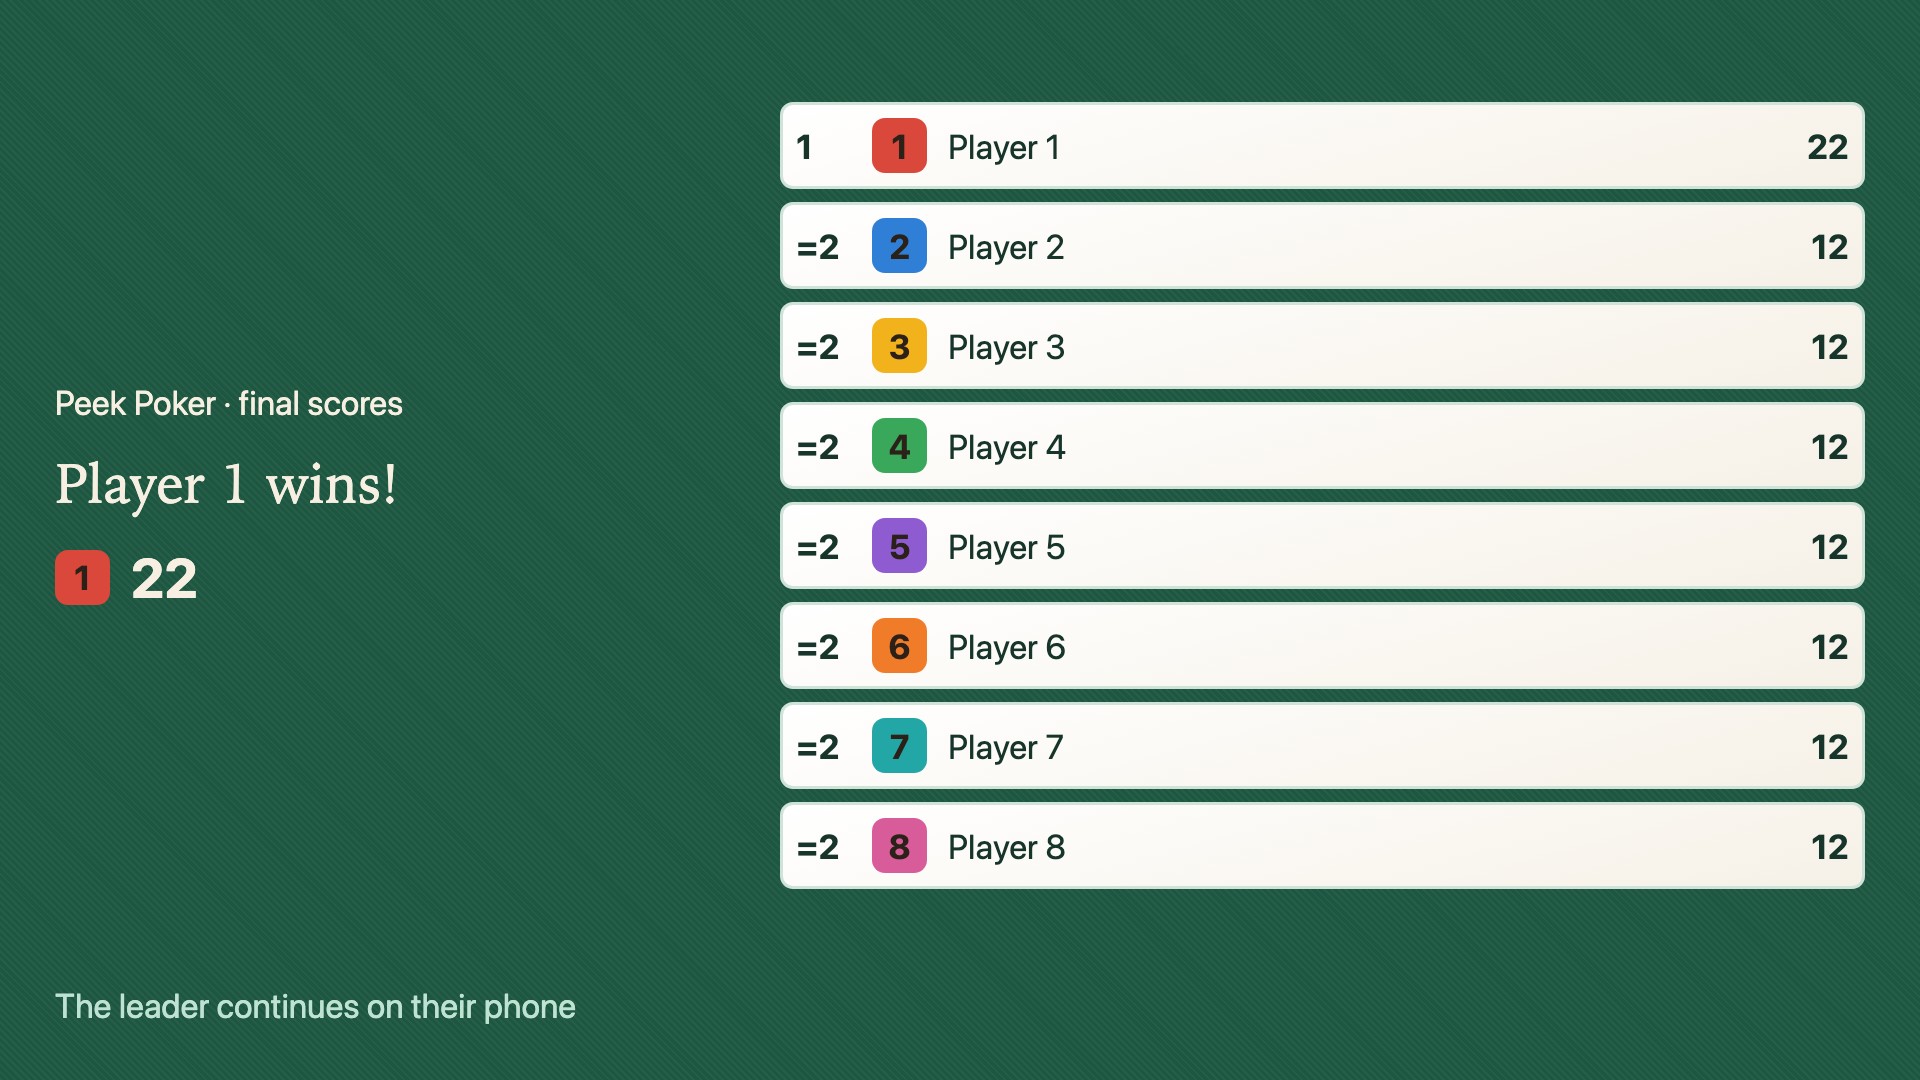 Peek Poker · final scores
Player 1 wins!
1 22
1 1 Player 1 22
=2 2 Player 2 12
=2 3 Player 3 12
=2 4 Player 4 12
=2 5 Player 5 12
=2 6 Player 6 12
=2 7 Player 7 12
=2 8 Player 8 12
The leader continues on their phone